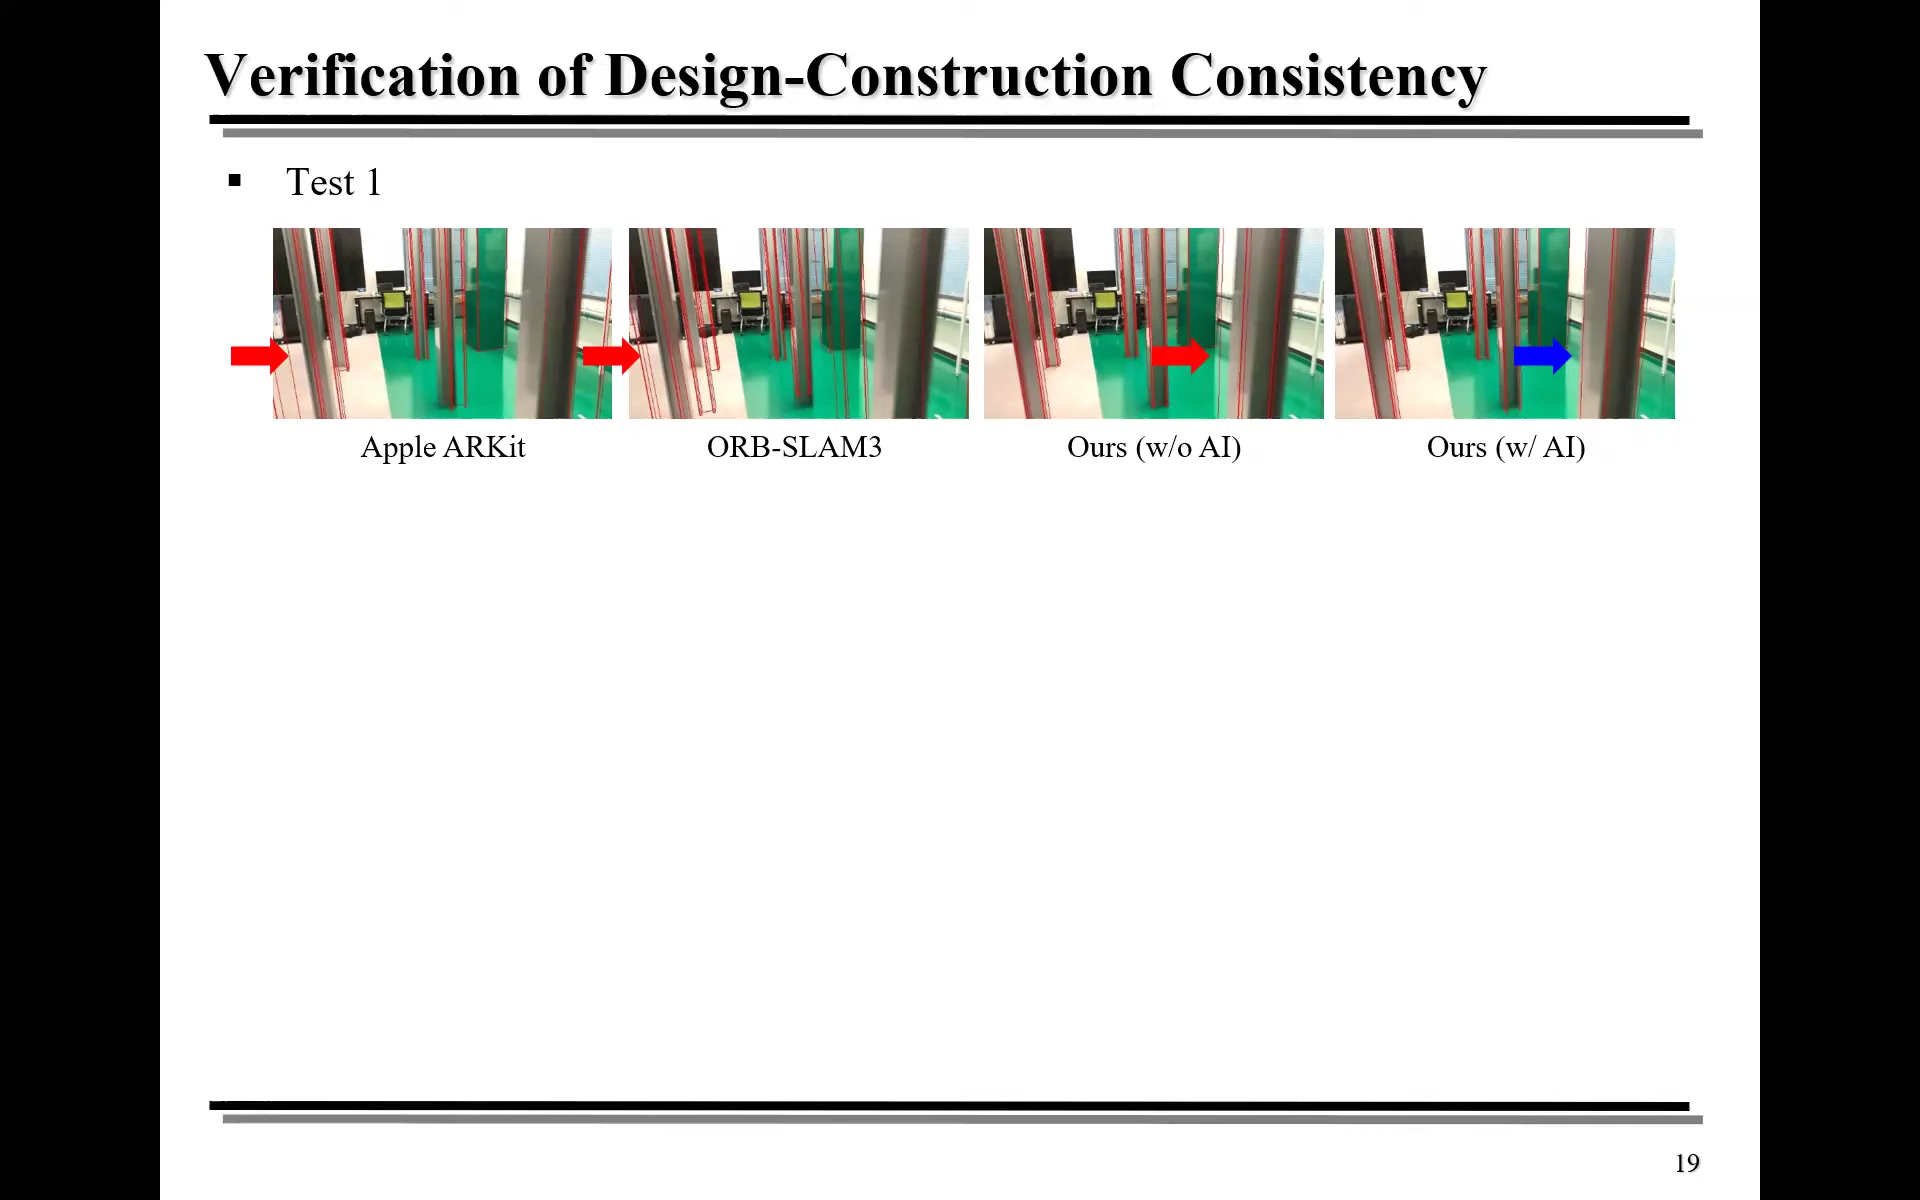 Verification of Design-Construction Consistency
▪ Test 1
Apple ARKit
ORB-SLAM3
Ours (w/o AI)
Ours (w/ AI)
19